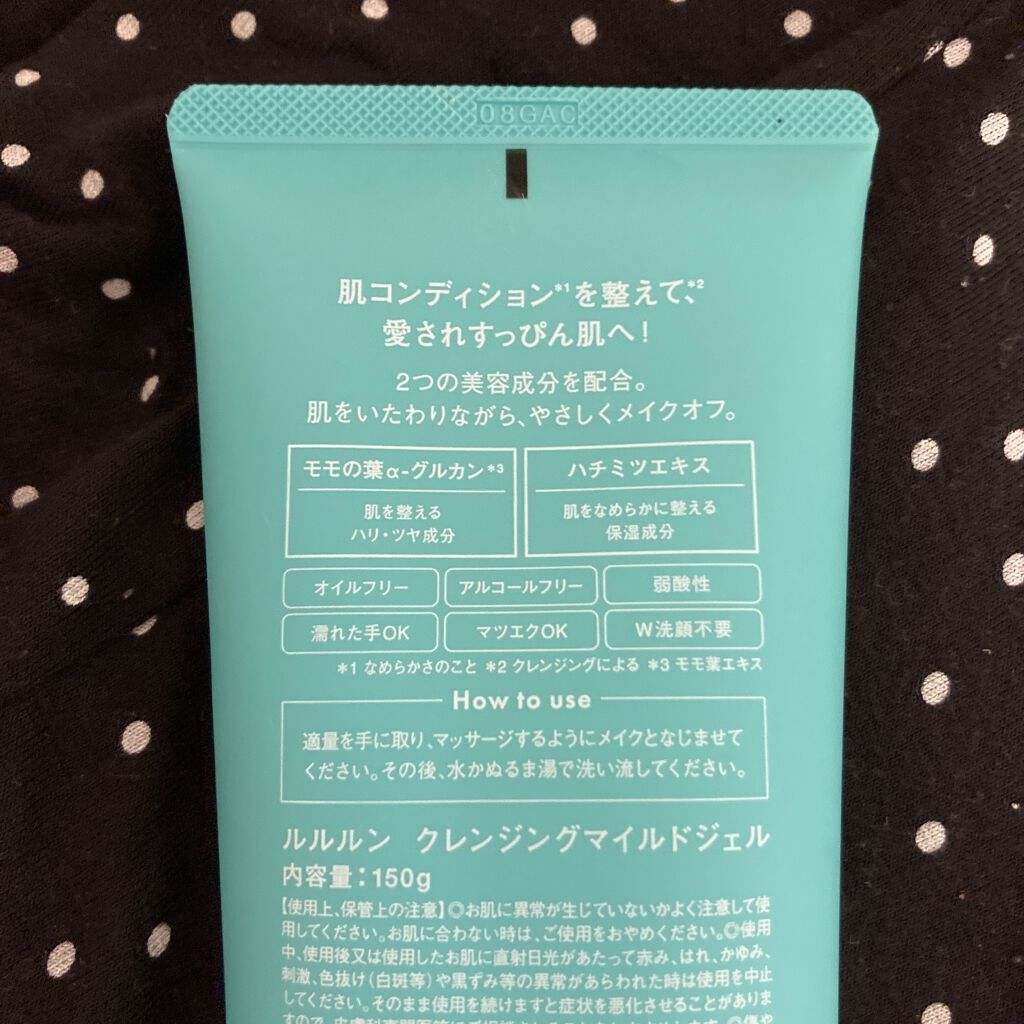 08GAC
肌コンディション*1を整えて、*2
愛されすっぴん肌へ!
2つの美容成分を配合。
肌をいたわりながら、やさしくメイクオフ。
モモの葉α-グルカン*3
肌を整える
ハリ・ツヤ成分
ハチミツエキス
肌をなめらかに整える
保湿成分
オイルフリー アルコールフリー 弱酸性
濡れた手OK マツエクOK W洗顔不要
*1 なめらかさのこと *2 クレンジングによる *3 モモ葉エキス
How to use
適量を手に取り、マッサージするようにメイクとなじませて
ください。その後、水かぬるま湯で洗い流してください。
ルルルン クレンジングマイルドジェル
内容量:150g
【使用上、保管上の注意】◎お肌に異常が生じていないかよく注意して使
用してください。お肌に合わない時は、ご使用をおやめください。◎使用
中、使用後又は使用したお肌に直射日光があたって赤み、はれ、かゆみ、
刺激、色抜け(白斑等)や黒ずみ等の異常があらわれた時は使用を中止
してください。そのまま使用を続けますと症状を悪化させることがありま